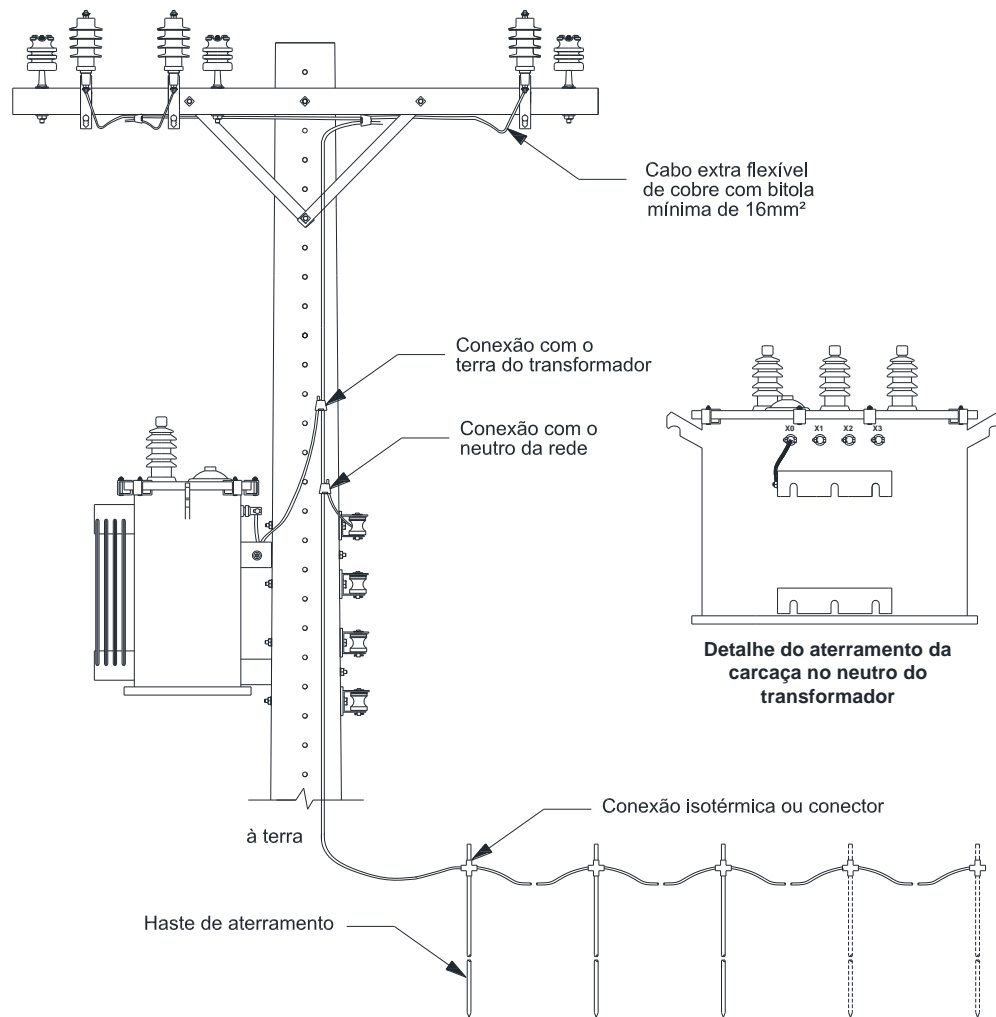 Cabo extra flexível
de cobre com bitola
mínima de 16mm²
Conexão com o
terra do transformador
Conexão com o
neutro da rede
X0 X1 X2 X3
Detalhe do aterramento da
carcaça no neutro do
transformador
Conexão isotérmica ou conector
à terra
Haste de aterramento